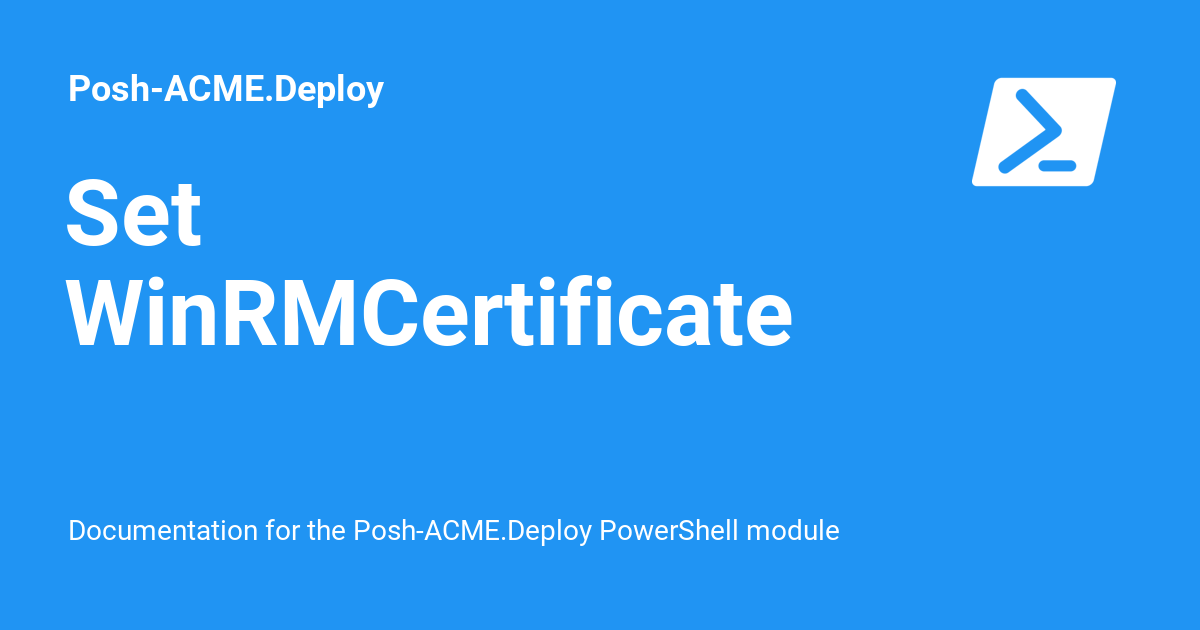 Posh-ACME.Deploy
Set
WinRMCertificate
Documentation for the Posh-ACME.Deploy PowerShell module